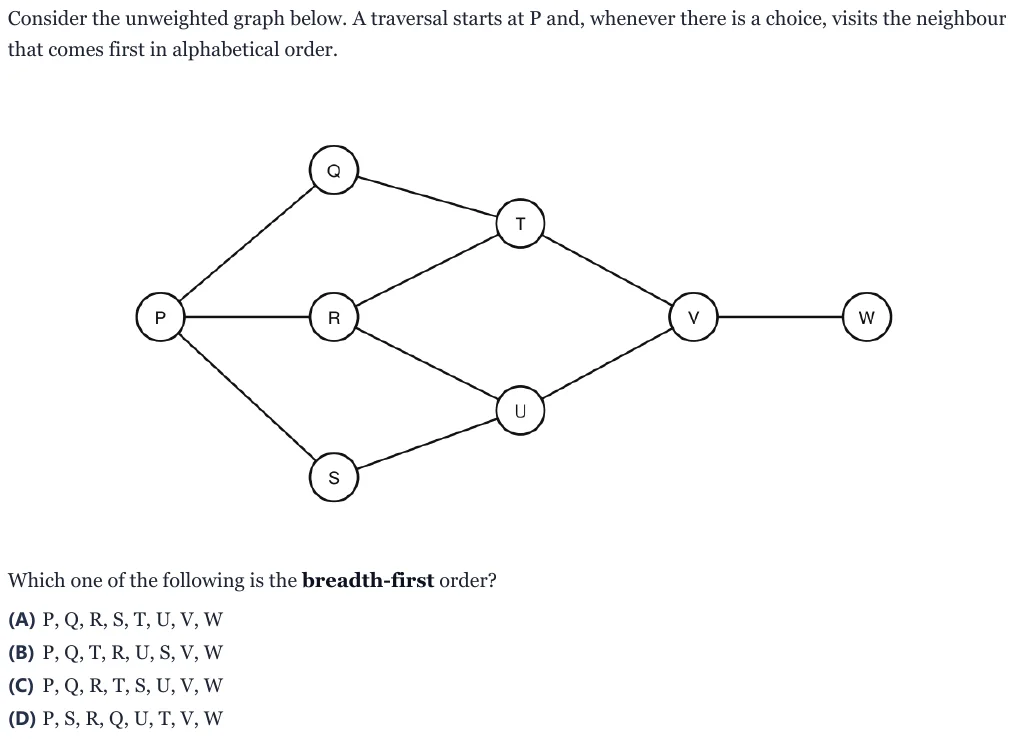 Consider the unweighted graph below. A traversal starts at P and, whenever there is a choice, visits the neighbour
that comes first in alphabetical order.
Q
T
P
R
V
W
U
S
Which one of the following is the breadth-first order?
(A) P, Q, R, S, T, U, V, W
(B) P, Q, T, R, U, S, V, W
(C) P, Q, R, T, S, U, V, W
(D) P, S, R, Q, U, T, V, W